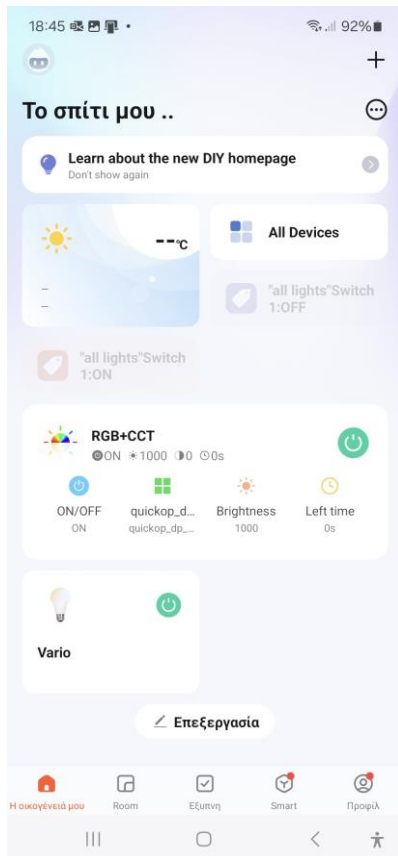 18:45
92%
Το σπίτι μου ..
Learn about the new DIY homepage
Don't show again
--°C
All Devices
–
–
"all lights"Switch
1:OFF
"all lights"Switch
1:ON
RGB+CCT
ON 1000 0 0s
ON/OFF
quickop_d...
Brightness
Left time
ON
quickop_dp_...
1000
0s
Vario
Επεξεργασία
Η οικογένειά μου
Room
Εξυπνη
Smart
Προφίλ